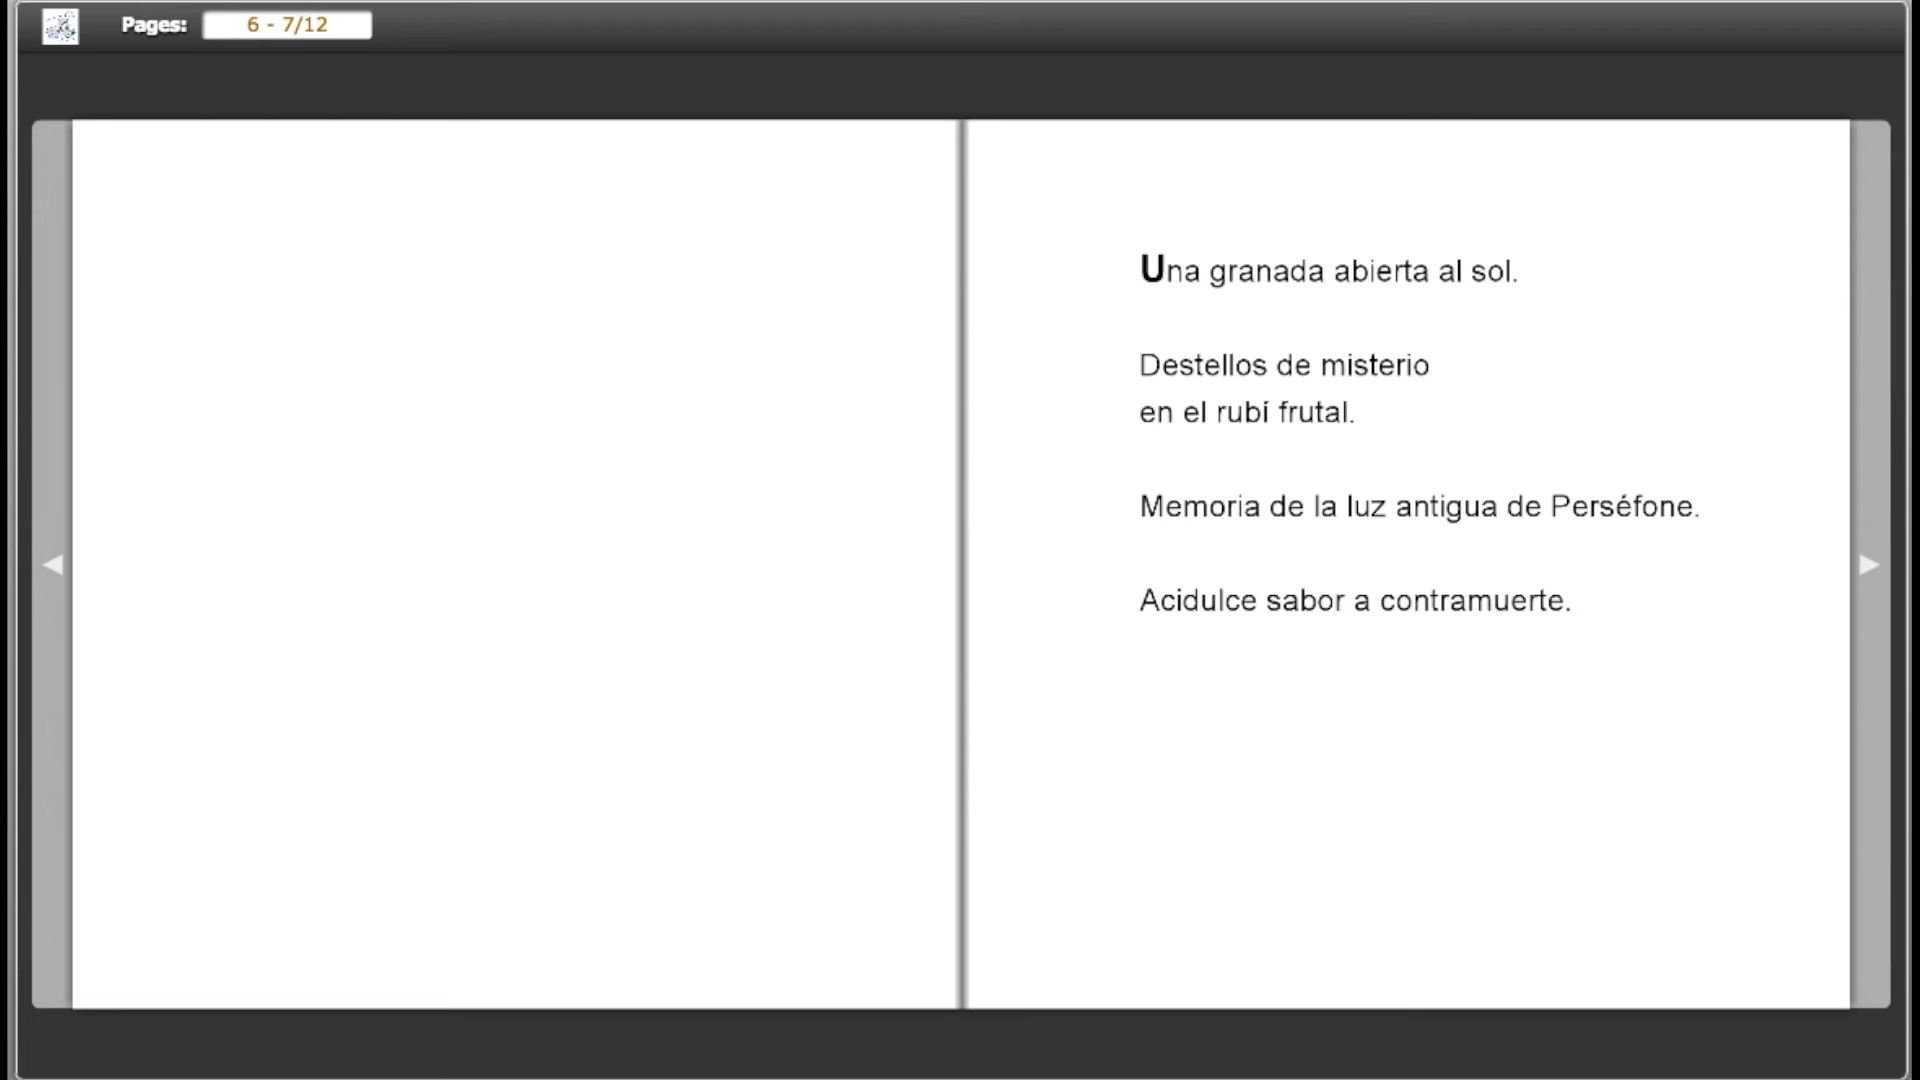 Pages: 6 - 7/12
Una granada abierta al sol.
Destellos de misterio
en el rubí frutal.
Memoria de la luz antigua de Perséfone.
Acidulce sabor a contramuerte.